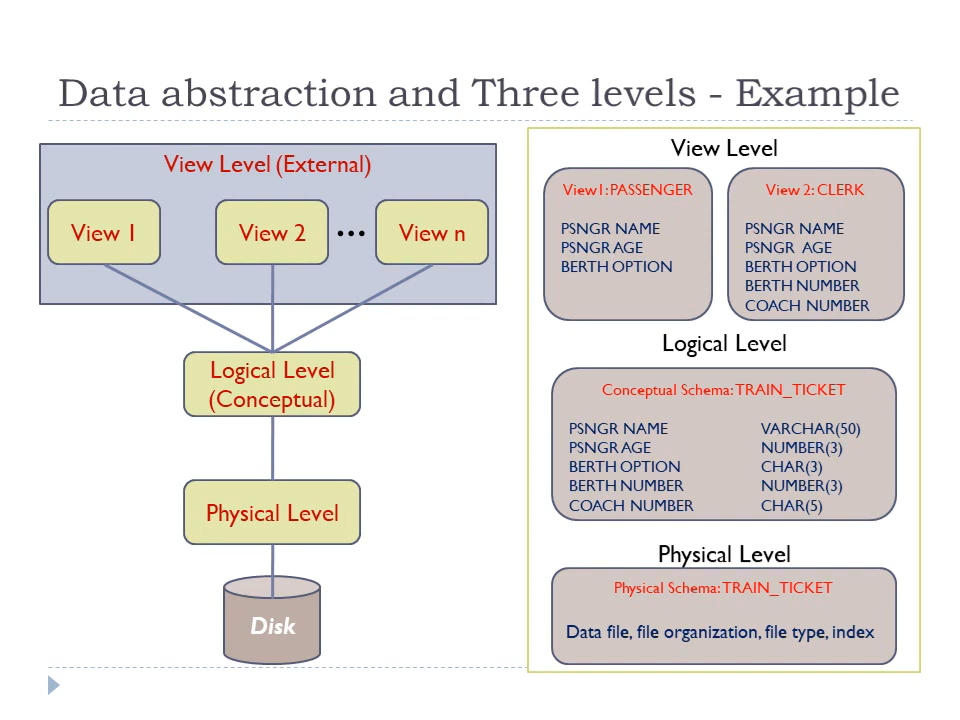 Data abstraction and Three levels - Example
View Level (External)
View 1
View 2
...
View n
Logical Level
(Conceptual)
Physical Level
Disk
View Level
View1: PASSENGER
PSNGR NAME
PSNGR AGE
BERTH OPTION
View 2: CLERK
PSNGR NAME
PSNGR AGE
BERTH OPTION
BERTH NUMBER
COACH NUMBER
Logical Level
Conceptual Schema: TRAIN_TICKET
PSNGR NAME VARCHAR(50)
PSNGR AGE NUMBER(3)
BERTH OPTION CHAR(3)
BERTH NUMBER NUMBER(3)
COACH NUMBER CHAR(5)
Physical Level
Physical Schema: TRAIN_TICKET
Data file, file organization, file type, index